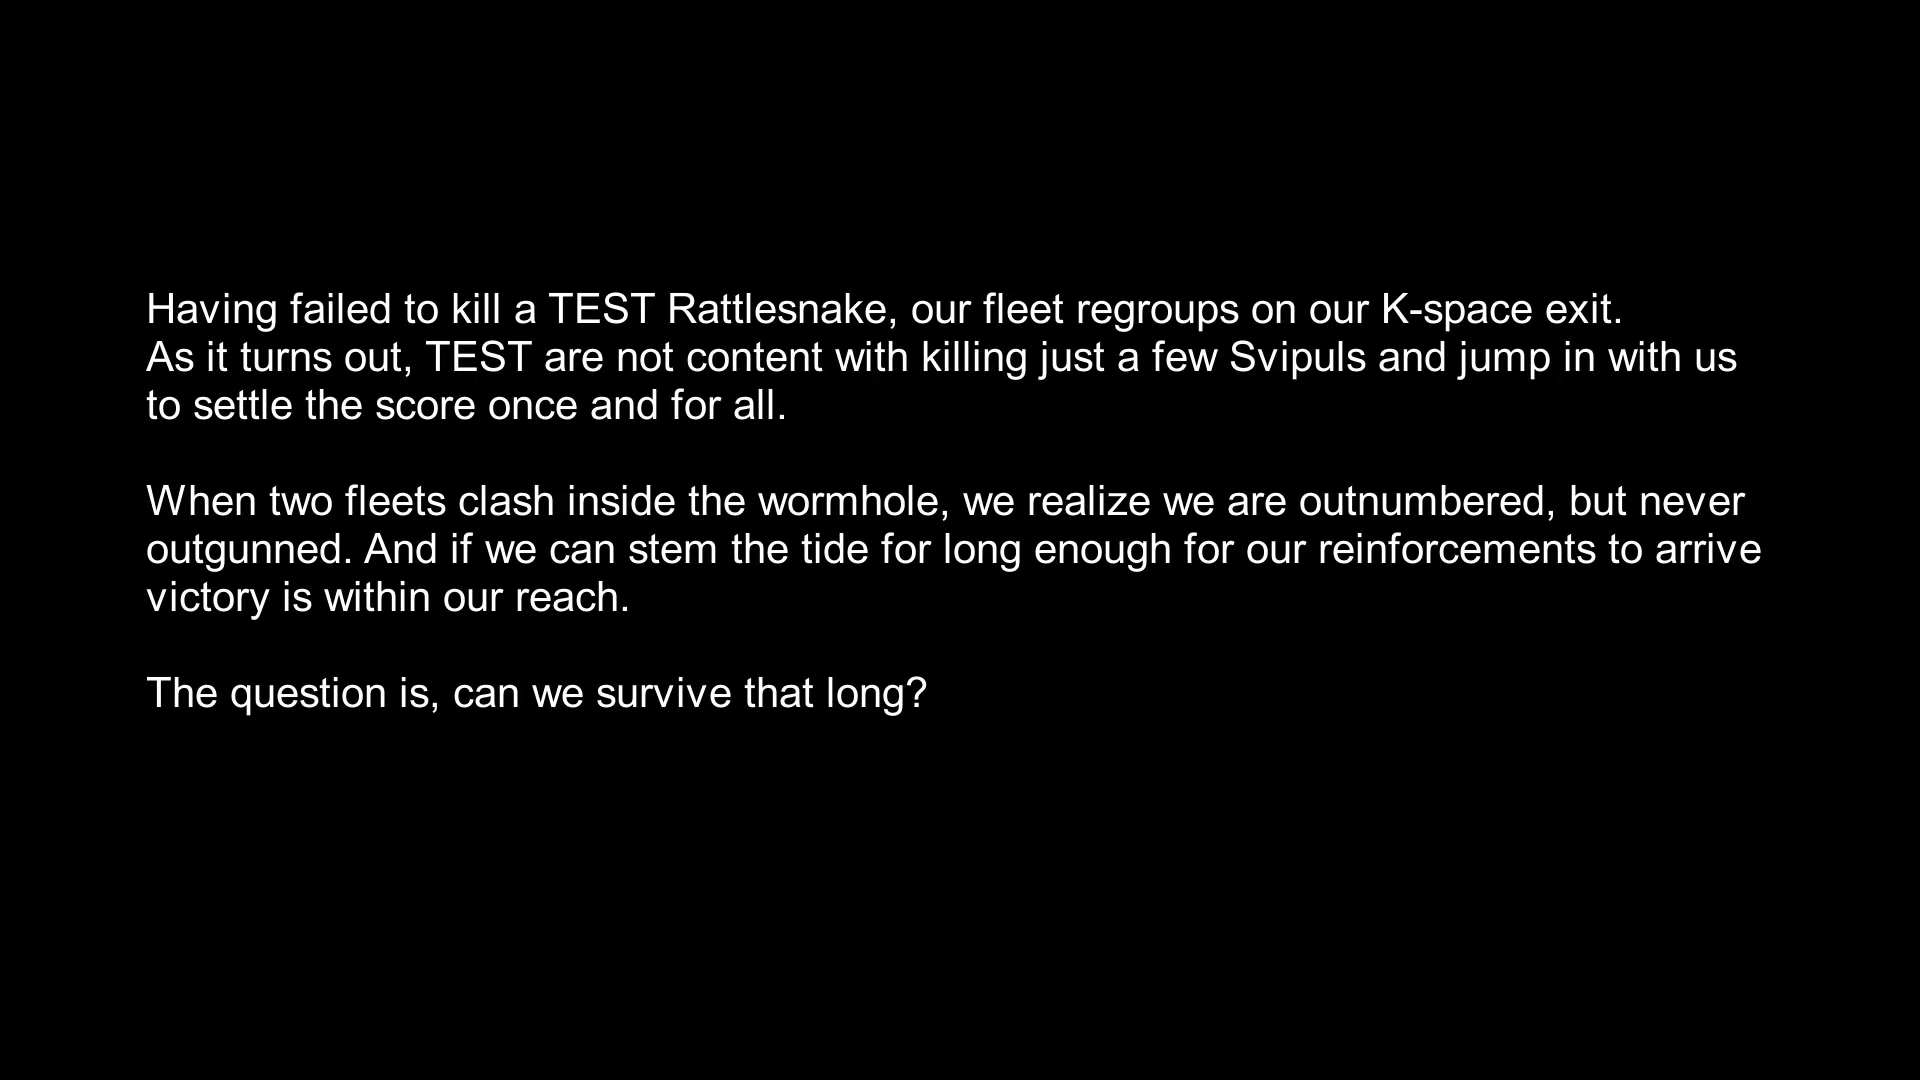 Having failed to kill a TEST Rattlesnake, our fleet regroups on our K-space exit.
As it turns out, TEST are not content with killing just a few Svipuls and jump in with us
to settle the score once and for all.
When two fleets clash inside the wormhole, we realize we are outnumbered, but never
outgunned. And if we can stem the tide for long enough for our reinforcements to arrive
victory is within our reach.
The question is, can we survive that long?